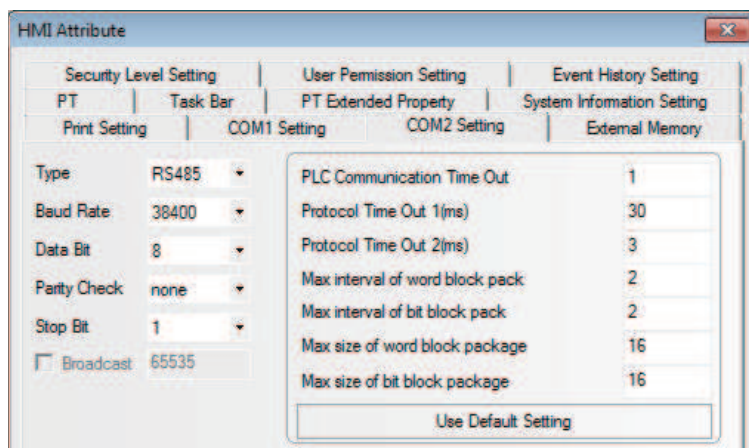 HMI Attribute
Security Level Setting User Permission Setting Event History Setting
PT Task Bar PT Extended Property System Information Setting
Print Setting COM1 Setting COM2 Setting External Memory
Type RS485
Baud Rate 38400
Data Bit 8
Parity Check none
Stop Bit 1
Broadcast 65535
PLC Communication Time Out 1
Protocol Time Out 1(ms) 30
Protocol Time Out 2(ms) 3
Max interval of word block pack 2
Max interval of bit block pack 2
Max size of word block package 16
Max size of bit block package 16
Use Default Setting